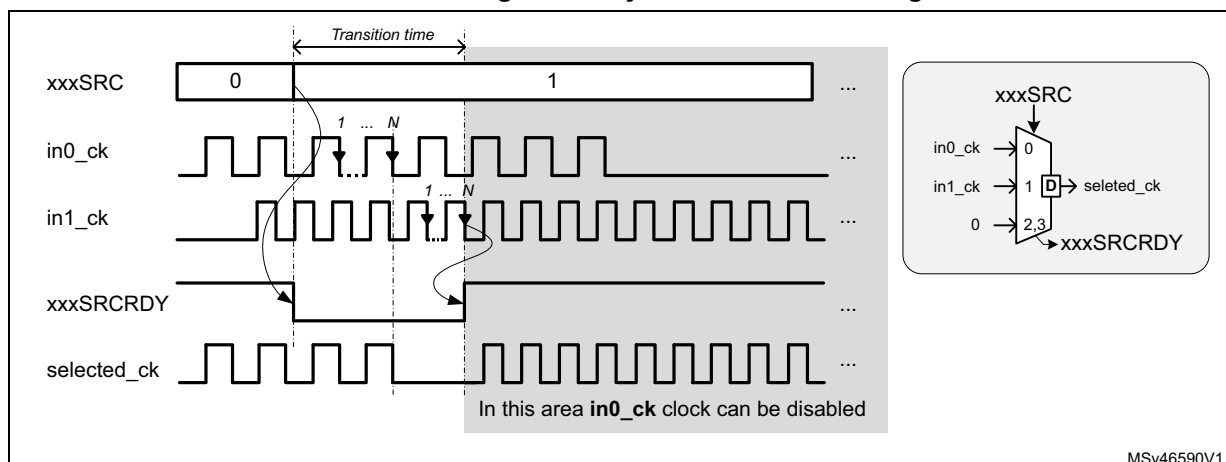 Transition time
xxxSRC 0 1 ...
1 ... N
in0_ck ...
1 ... N
in1_ck ...
xxxSRCRDY ...
selected_ck ...
In this area in0_ck clock can be disabled
xxxSRC
in0_ck 0
in1_ck 1 D seleted_ck
0 2,3
xxxSRCRDY
MSv46590V1